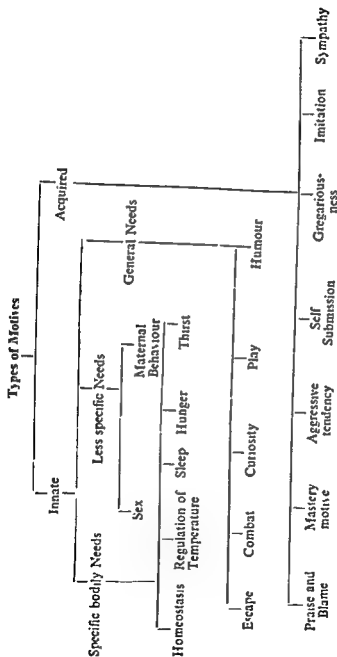 Types of Motives
Innate
Acquired
Specific bodily Needs
Less specific Needs
General Needs
Sex
Maternal
Behaviour
Homeostasis
Regulation of
Temperature
Sleep
Hunger
Thirst
Escape
Combat
Curiosity
Play
Humour
Praise and
Blame
Mastery
motive
Aggressive
tendency
Self
Submission
Gregarious-
ness
Imitation
Sympathy